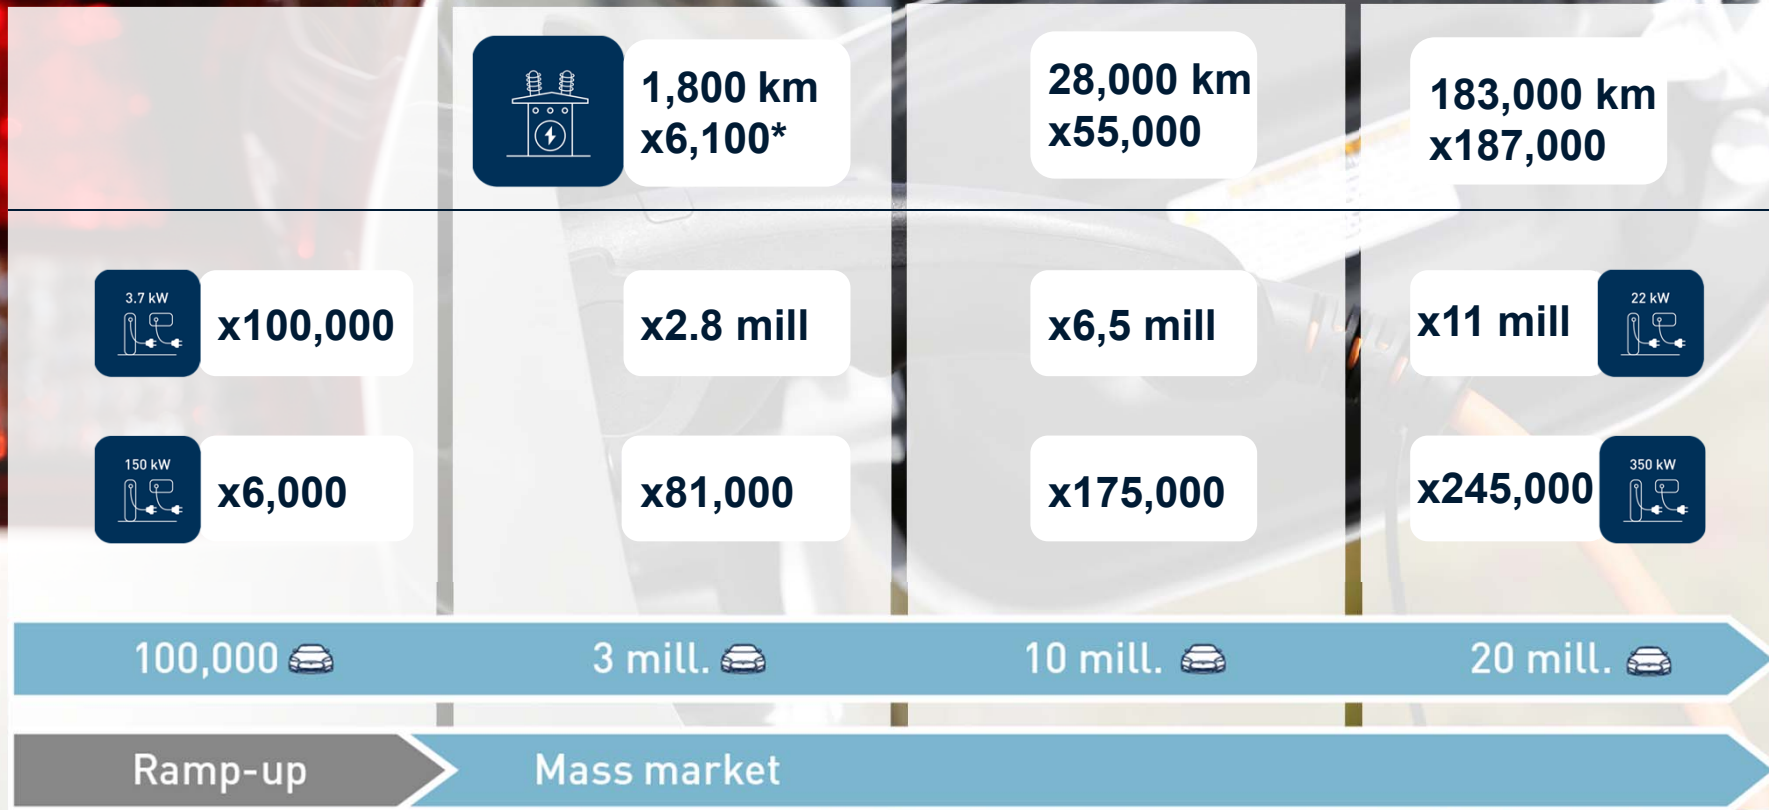 1,800 km
x6,100*
28,000 km
x55,000
183,000 km
x187,000
3.7 kW
x100,000
x2.8 mill
x6,5 mill
x11 mill
22 kW
150 kW
x6,000
x81,000
x175,000
x245,000
350 kW
100,000
3 mill.
10 mill.
20 mill.
Ramp-up
Mass market